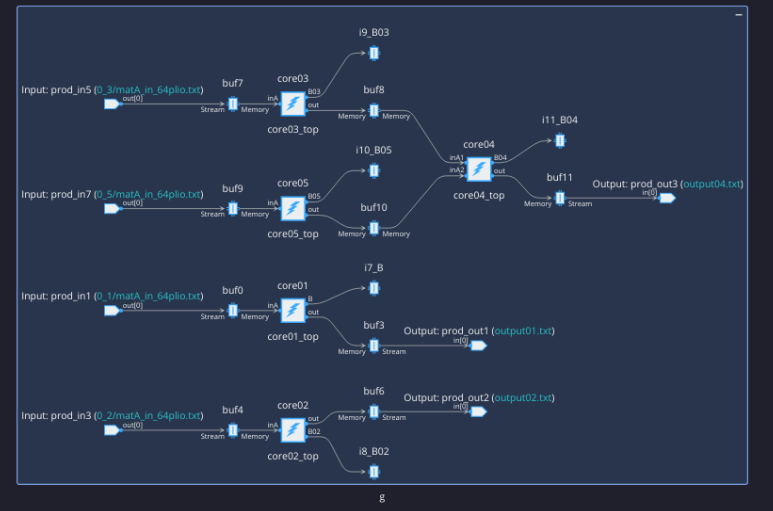 i9_B03
Input: prod_in5 (0_3/matA_in_64plio.txt)
out[0]
buf7
Stream
Memory
core03
inA
B03
out
core03_top
buf8
Memory
Memory
i10_B05
Input: prod_in7 (0_5/matA_in_64plio.txt)
out[0]
buf9
Stream
Memory
core05
inA
B05
out
core05_top
buf10
Memory
Memory
core04
inA1
inA2
B04
out
core04_top
i11_B04
buf11
Memory
Stream
Output: prod_out3 (output04.txt)
in[0]
i7_B
Input: prod_in1 (0_1/matA_in_64plio.txt)
out[0]
buf0
Stream
Memory
core01
inA
B
out
core01_top
buf3
Memory
Stream
Output: prod_out1 (output01.txt)
in[0]
Input: prod_in3 (0_2/matA_in_64plio.txt)
out[0]
buf4
Stream
Memory
core02
inA
out
B02
core02_top
buf6
Memory
Stream
Output: prod_out2 (output02.txt)
in[0]
i8_B02
g